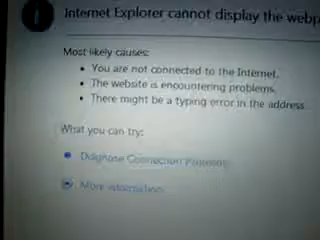 Internet Explorer cannot display the webp
Most likely causes:
You are not connected to the Internet.
The website is encountering problems.
There might be a typing error in the address.
What you can try:
Diagnose Connection Problems
More information